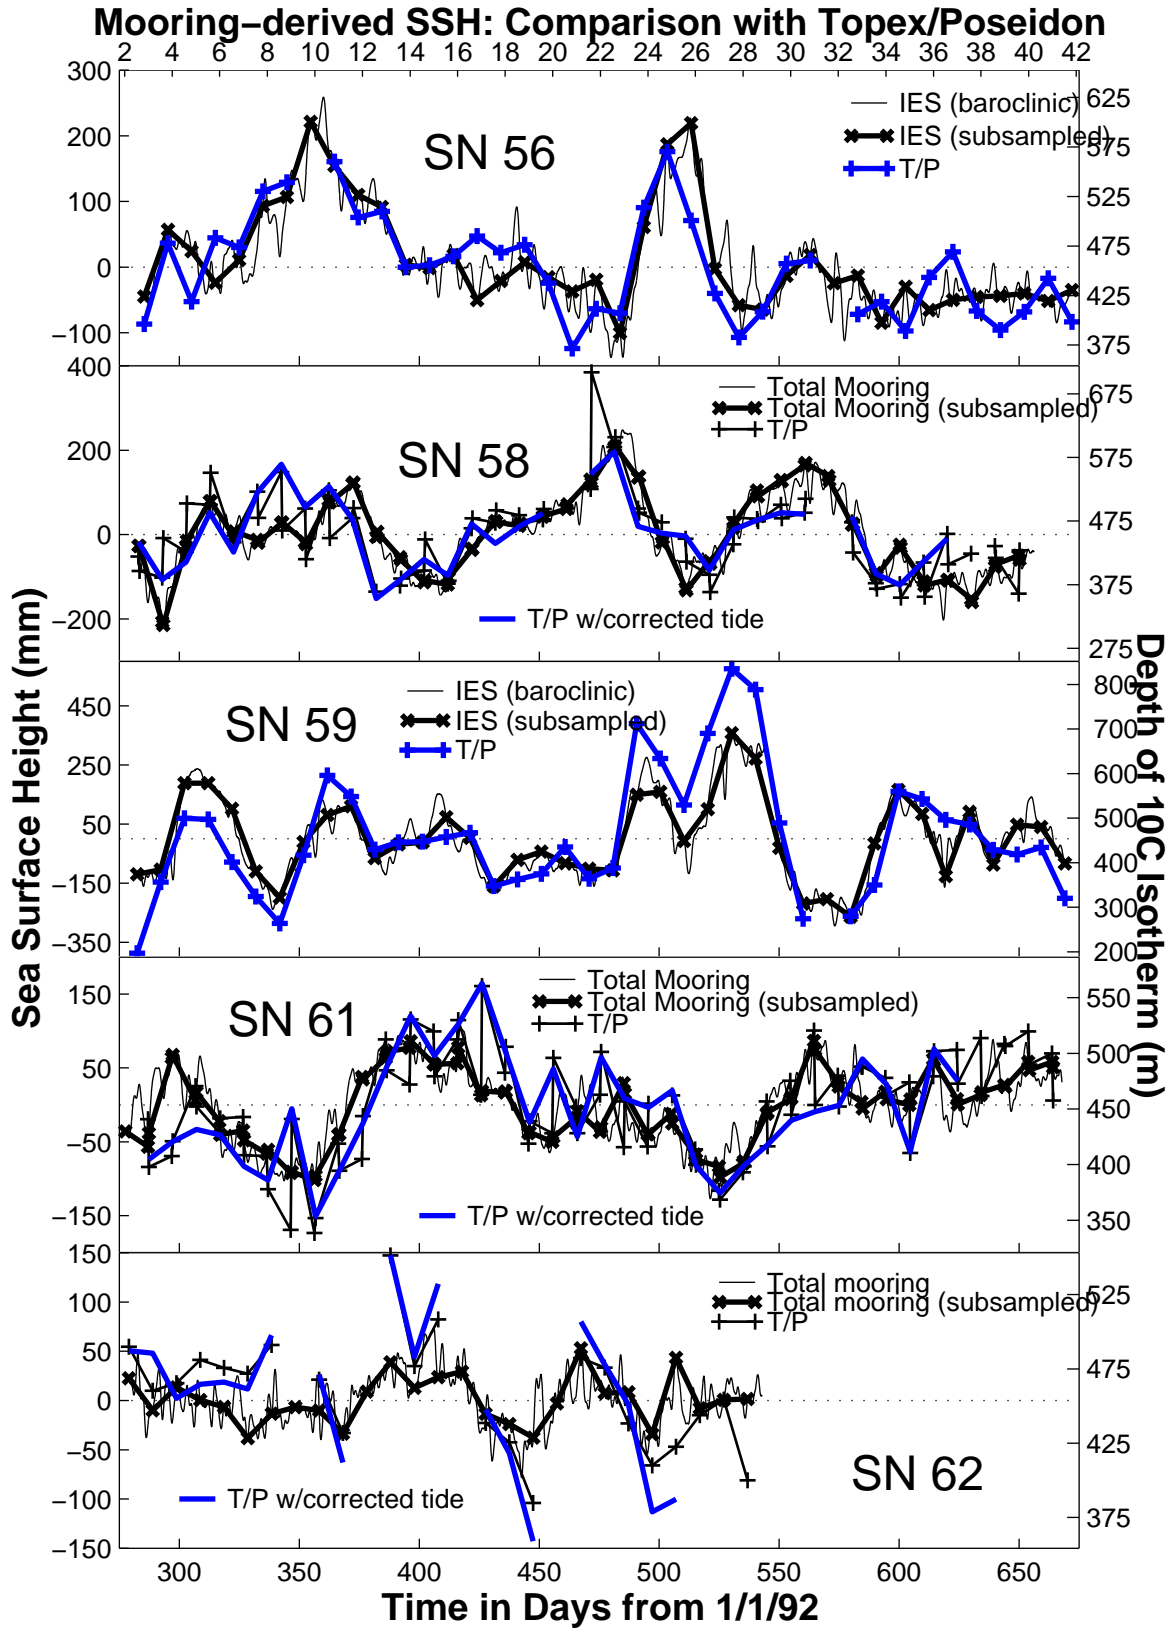 Mooring−derived SSH: Comparison with Topex/Poseidon
2 4 6 8 10 12 14 16 18 20 22 24 26 28 30 32 34 36 38 40 42
300
200
100
0
−100
SN 56
IES (baroclinic)
IES (subsampled)
T/P
625
575
525
475
425
375
400
200
0
−200
SN 58
Total Mooring
Total Mooring (subsampled)
T/P
T/P w/corrected tide
675
575
475
375
275
Sea Surface Height (mm)
Depth of 10C Isotherm (m)
450
250
50
−150
−350
SN 59
IES (baroclinic)
IES (subsampled)
T/P
800
700
600
500
400
300
200
150
50
−50
−150
SN 61
Total Mooring
Total Mooring (subsampled)
T/P
T/P w/corrected tide
550
500
450
400
350
150
100
50
0
−50
−100
−150
SN 62
Total mooring
Total mooring (subsampled)
T/P
T/P w/corrected tide
525
475
425
375
300 350 400 450 500 550 600 650
Time in Days from 1/1/92